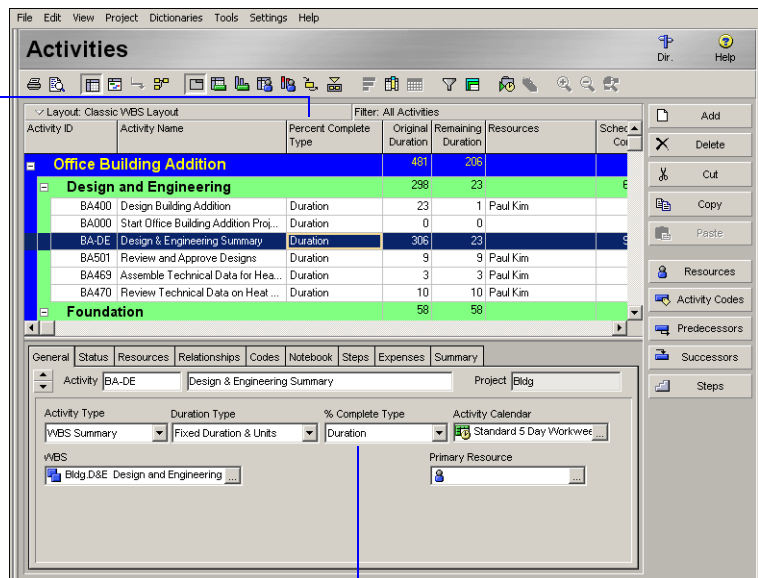 File Edit View Project Dictionaries Tools Settings Help
Activities
Dir. Help
Layout: Classic WBS Layout Filter: All Activities
Activity ID Activity Name Percent Complete Type Original Duration Remaining Duration Resources
Office Building Addition 481 206
Design and Engineering 298 23
BA400 Design Building Addition Duration 23 1 Paul Kim
BA000 Start Office Building Addition Proj... Duration 0 0
BA-DE Design & Engineering Summary Duration 306 23
BA501 Review and Approve Designs Duration 9 9 Paul Kim
BA469 Assemble Technical Data for Hea... Duration 3 3 Paul Kim
BA470 Review Technical Data on Heat ... Duration 10 10 Paul Kim
Foundation 58 58
Add
Delete
Cut
Copy
Paste
Resources
Activity Codes
Predecessors
Successors
Steps
General Status Resources Relationships Codes Notebook Steps Expenses Summary
Activity BA-DE Design & Engineering Summary Project Bldg
Activity Type Duration Type % Complete Type Activity Calendar
WBS Summary Fixed Duration & Units Duration Standard 5 Day Workwee ...
WBS Primary Resource
Bldg.D&E Design and Engineering ... ...